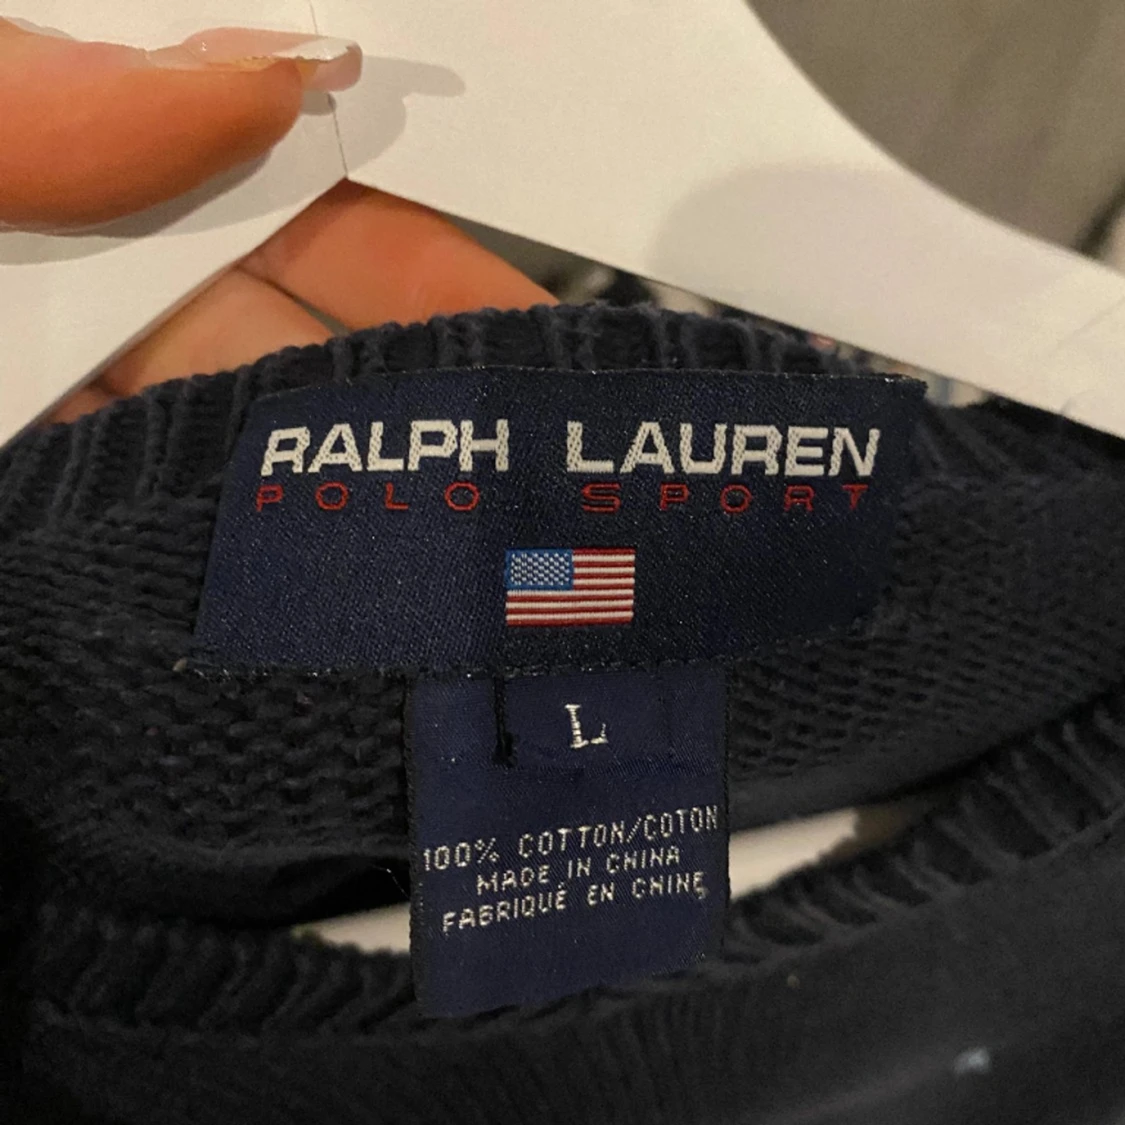 RALPH LAUREN
POLO SPORT
L
100% COTTON/COTON
MADE IN CHINA
FABRIQUÉ EN CHINE